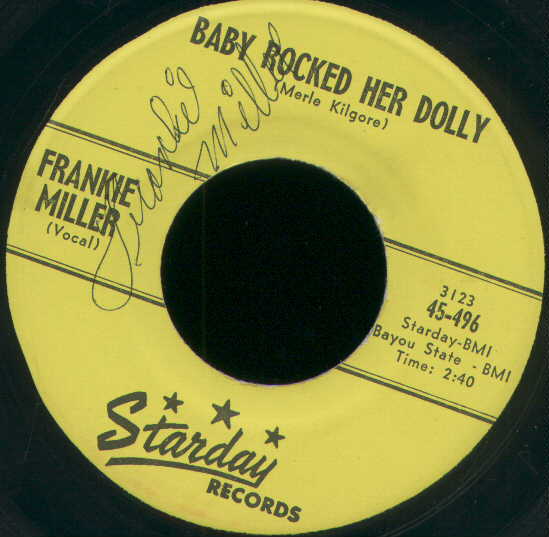 BABY ROCKED HER DOLLY
(Merle Kilgore)
Frankie Miller
FRANKIE
MILLER
(Vocal)
3123
45-496
Starday-BMI
Bayou State - BMI
Time: 2:40
Starday
RECORDS